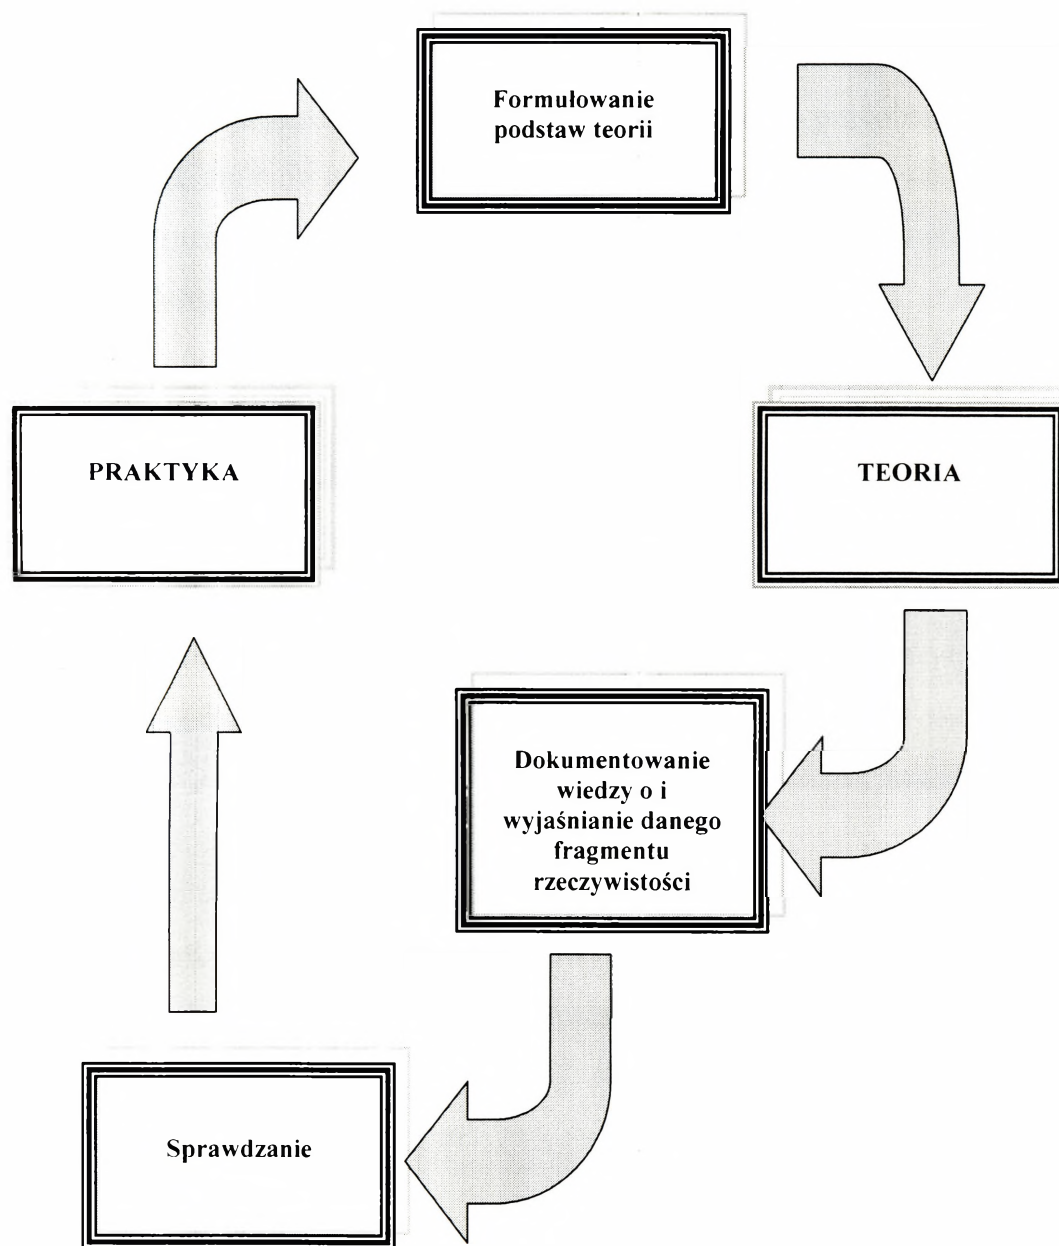 Formułowanie
podstaw teorii
PRAKTYKA
TEORIA
Dokumentowanie
wiedzy o i
wyjaśnianie danego
fragmentu
rzeczywistości
Sprawdzanie